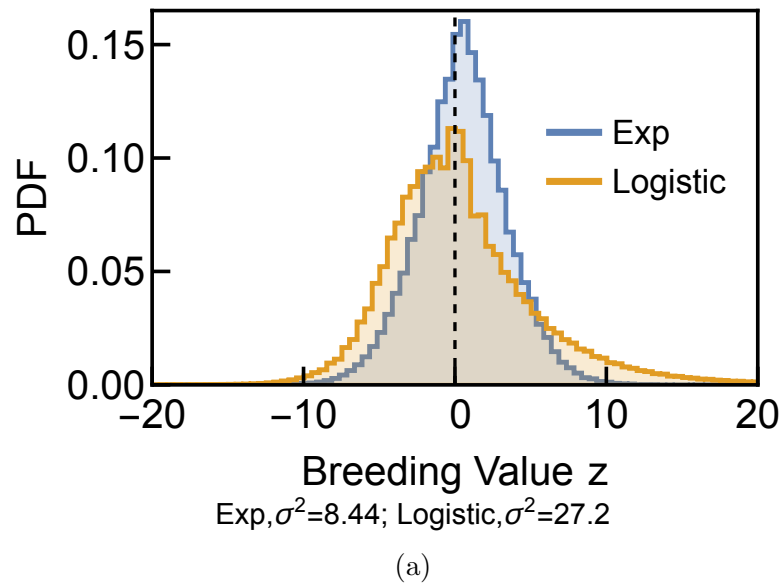 0.15
0.10
0.05
0.00
PDF
Exp
Logistic
−20 −10 0 10 20
Breeding Value z
Exp,σ²=8.44; Logistic,σ²=27.2
(a)